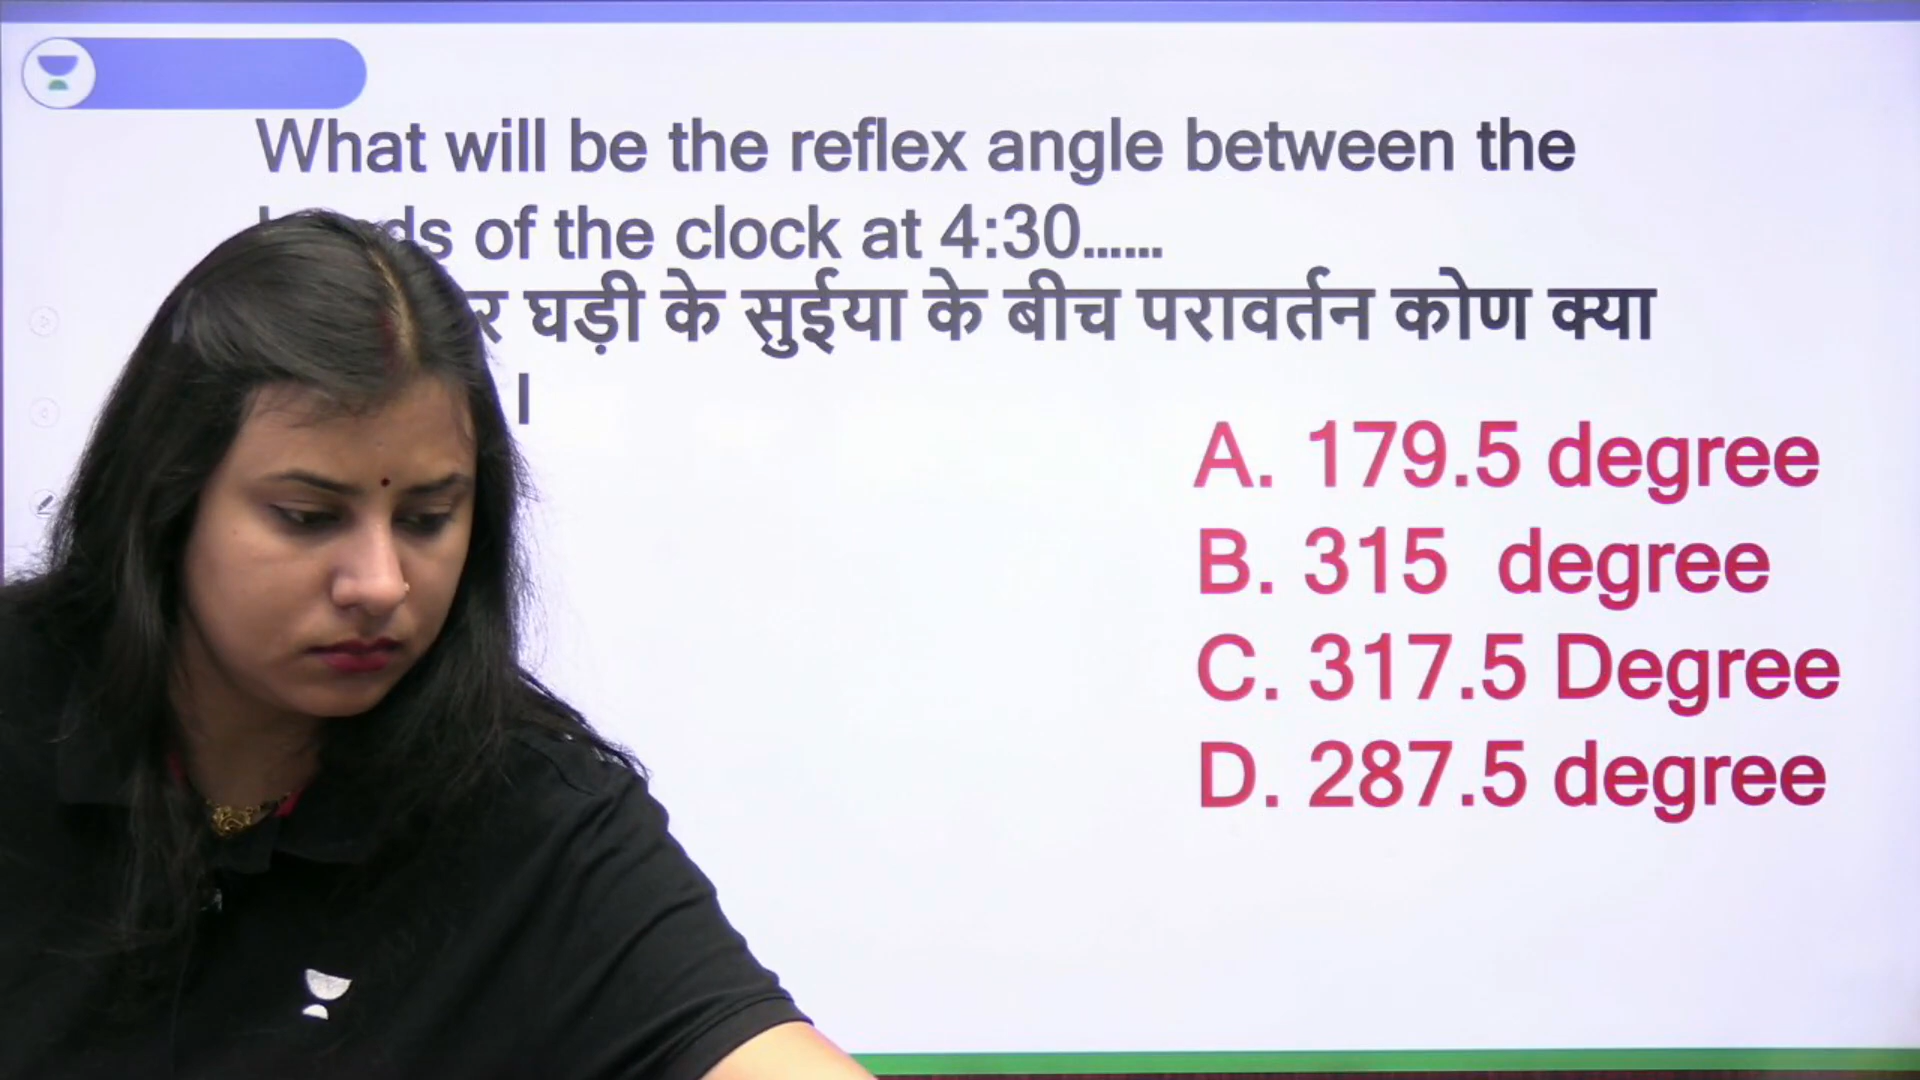 What will be the reflex angle between the
of the clock at 4:30......
घड़ी के सुईया के बीच परावर्तन कोण क्या
।
A. 179.5 degree
B. 315 degree
C. 317.5 Degree
D. 287.5 degree